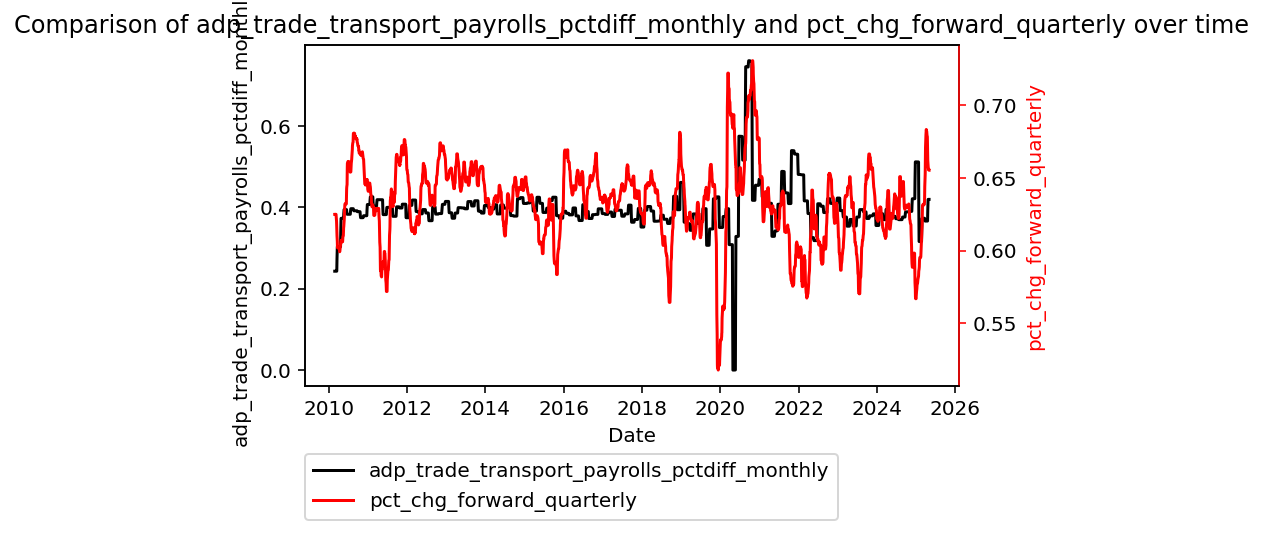 Comparison of adp_trade_transport_payrolls_pctdiff_monthly and pct_chg_forward_quarterly over time
adp_trade_transport_payrolls_pctdiff_monthly
0.6
0.4
0.2
0.0
0.70
0.65
0.60
0.55
pct_chg_forward_quarterly
2010 2012 2014 2016 2018 2020 2022 2024 2026
Date
adp_trade_transport_payrolls_pctdiff_monthly
pct_chg_forward_quarterly